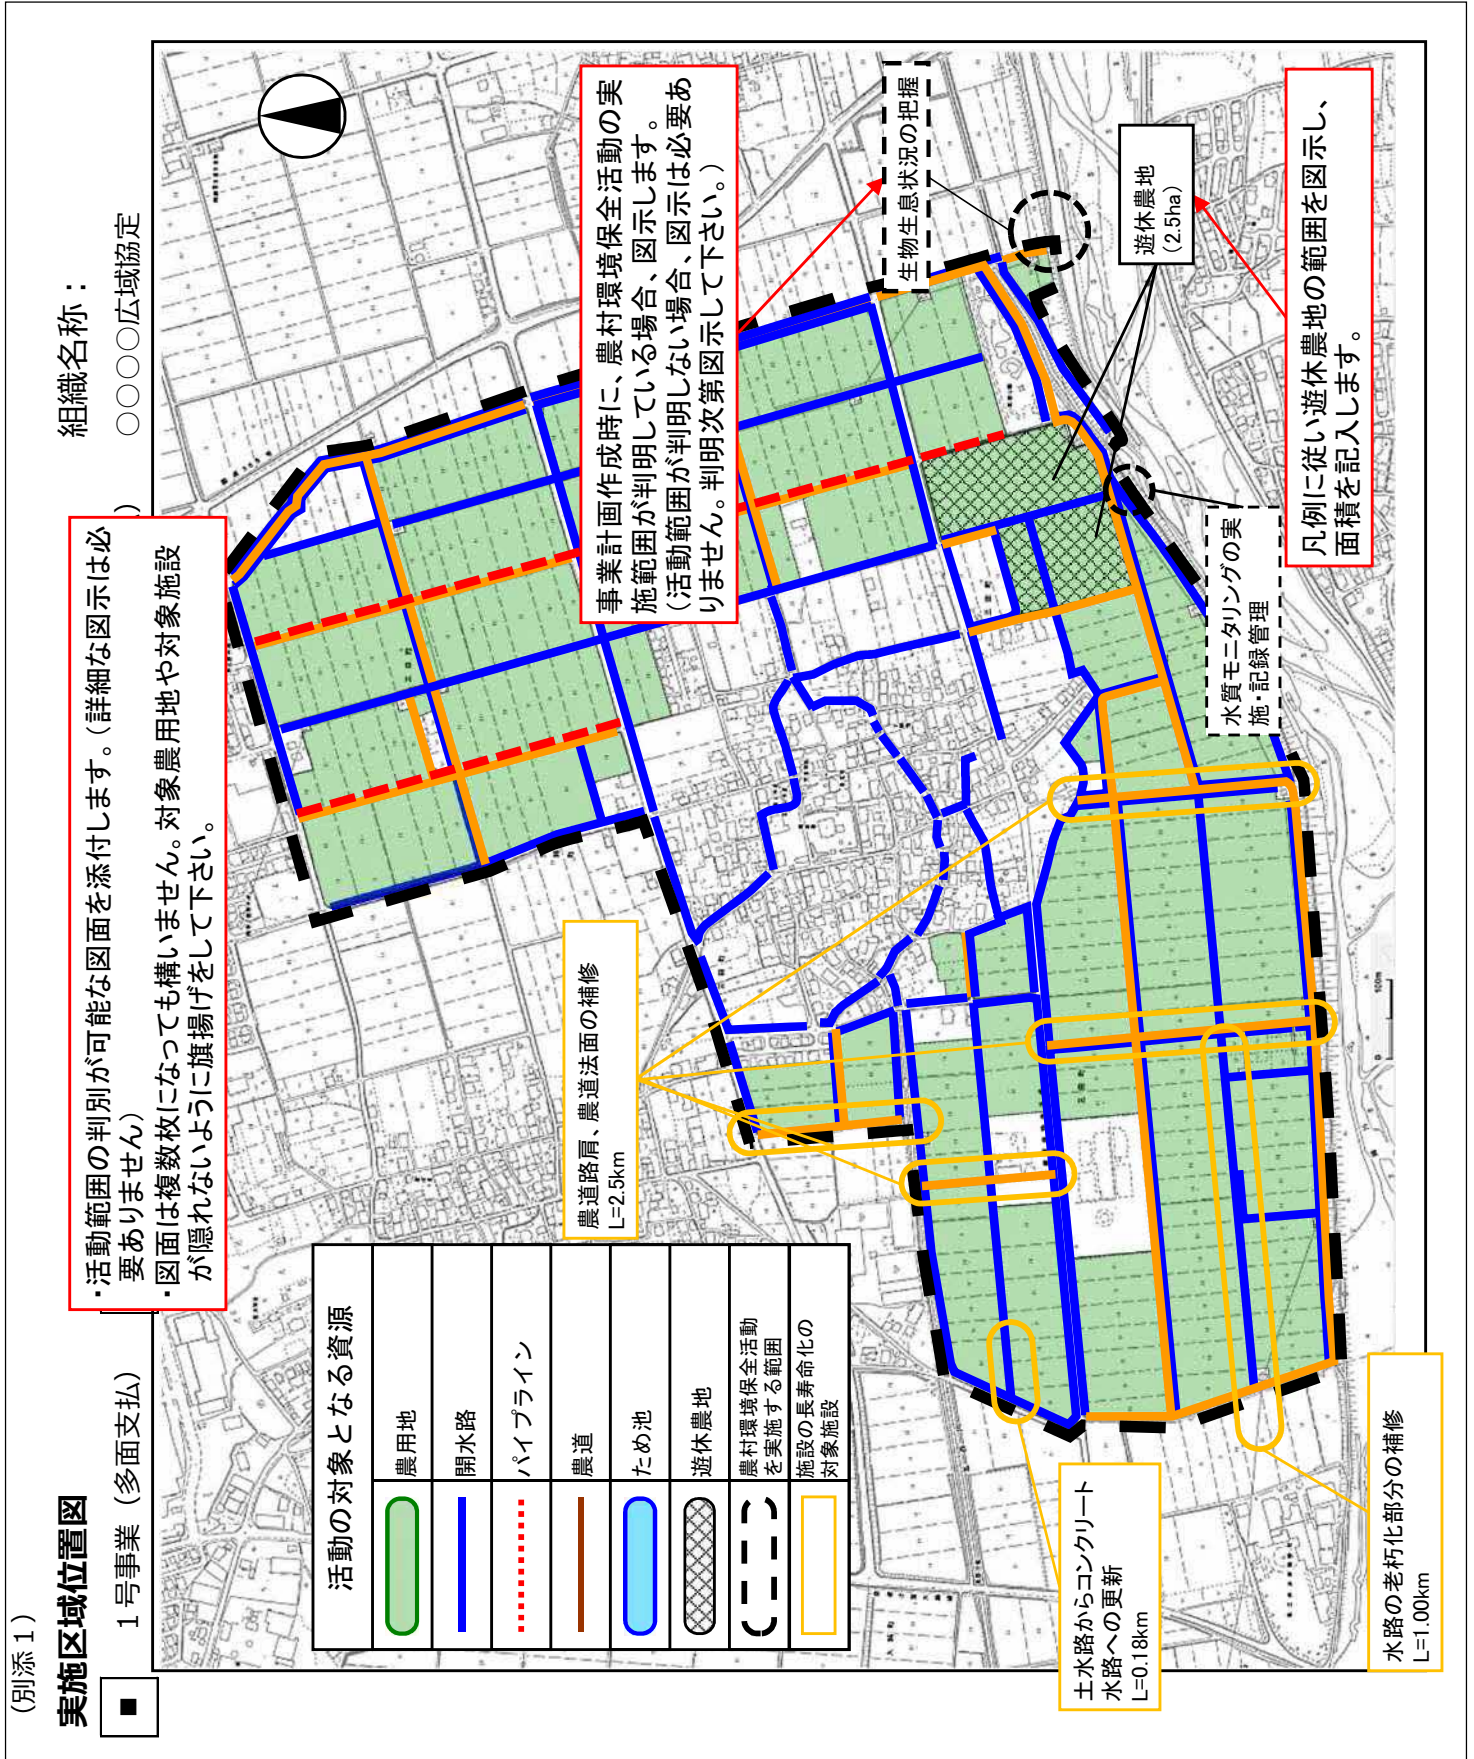 （別添１）
実施区域位置図
■
１号事業（多面支払）
組織名称：
○○○○広域協定
・活動範囲の判別が可能な図面を添付します。（詳細な図示は必
要ありません）
・図面は複数枚になっても構いません。対象農用地や対象施設
が隠れないように旗揚げをして下さい。
活動の対象となる資源
農用地
開水路
パイプライン
農道
ため池
遊休農地
農村環境保全活動
を実施する範囲
施設の長寿命化の
対象施設
事業計画作成時に、農村環境保全活動の実
施範囲が判明している場合、図示します。
（活動範囲が判明しない場合、図示は必要あ
りません。判明次第図示して下さい。）
生物生息状況の把握
遊休農地
（2.5ha）
凡例に従い遊休農地の範囲を図示し、
面積を記入します。
水質モニタリングの実
施・記録管理
農道路肩、農道法面の補修
L=2.5km
土水路からコンクリート
水路への更新
L=0.18km
水路の老朽化部分の補修
L=1.00km
0 100m